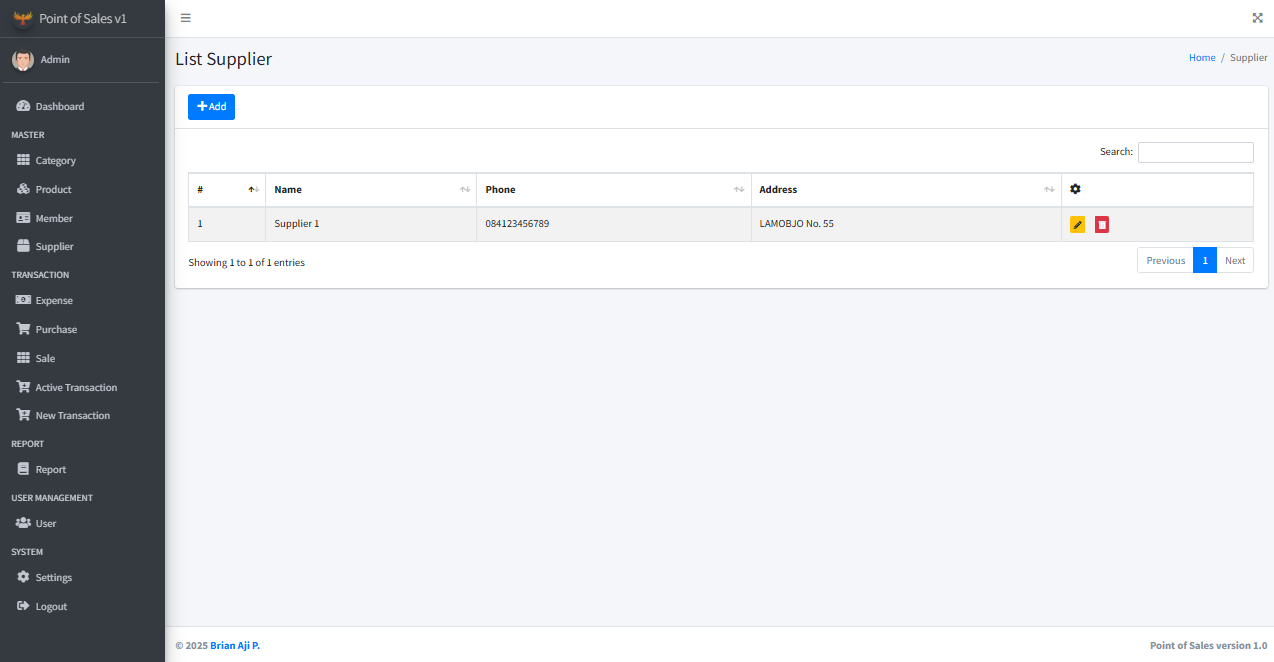 Point of Sales v1
Admin
Dashboard
MASTER
Category
Product
Member
Supplier
TRANSACTION
Expense
Purchase
Sale
Active Transaction
New Transaction
REPORT
Report
USER MANAGEMENT
User
SYSTEM
Settings
Logout
List Supplier
Home / Supplier
Add
Search:
# Name Phone Address
1 Supplier 1 084123456789 LAMOBJO No. 55
Showing 1 to 1 of 1 entries
Previous 1 Next
© 2025 Brian Aji P.
Point of Sales version 1.0